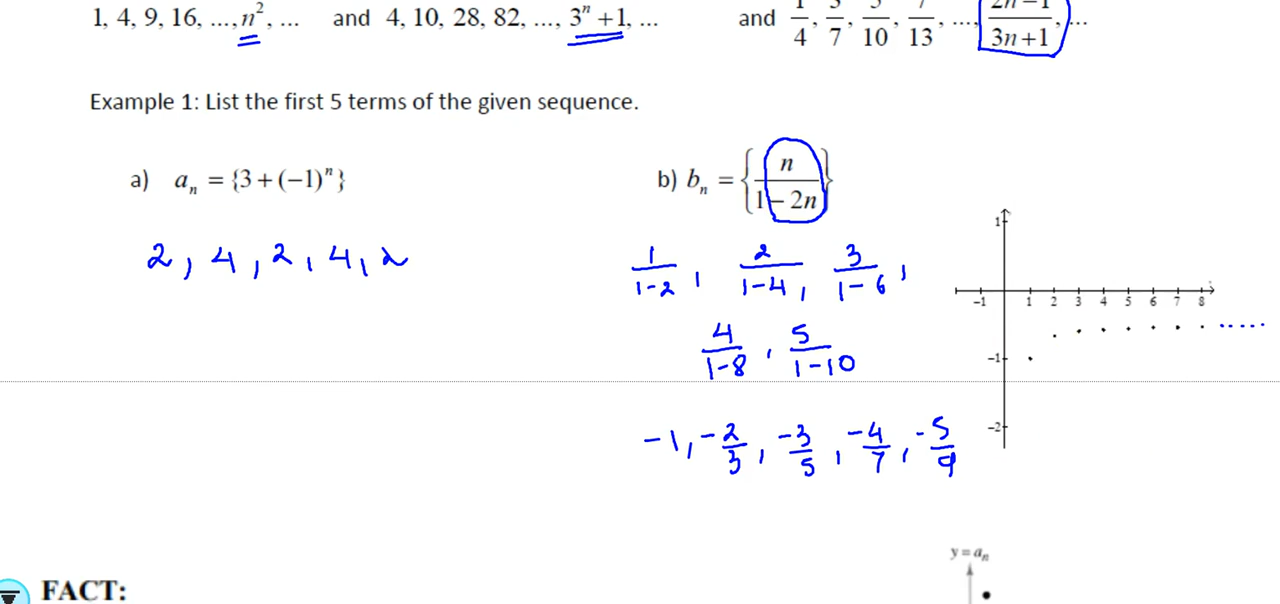 1, 4, 9, 16, ..., n², ... and 4, 10, 28, 82, ..., 3ⁿ +1, ... and 1/4, /7, /10, /13, ..., 2n−1/3n+1, ...
Example 1: List the first 5 terms of the given sequence.
a) aₙ = {3+(−1)ⁿ} b) bₙ = {n/1−2n}
2, 4, 2, 4, 2
1/1-2, 2/1-4, 3/1-6,
4/1-8, 5/1-10
-1, -2/3, -3/5, -4/7, -5/9
1
−1 1 2 3 4 5 6 7 8
−1
−2
y = aₙ
FACT: